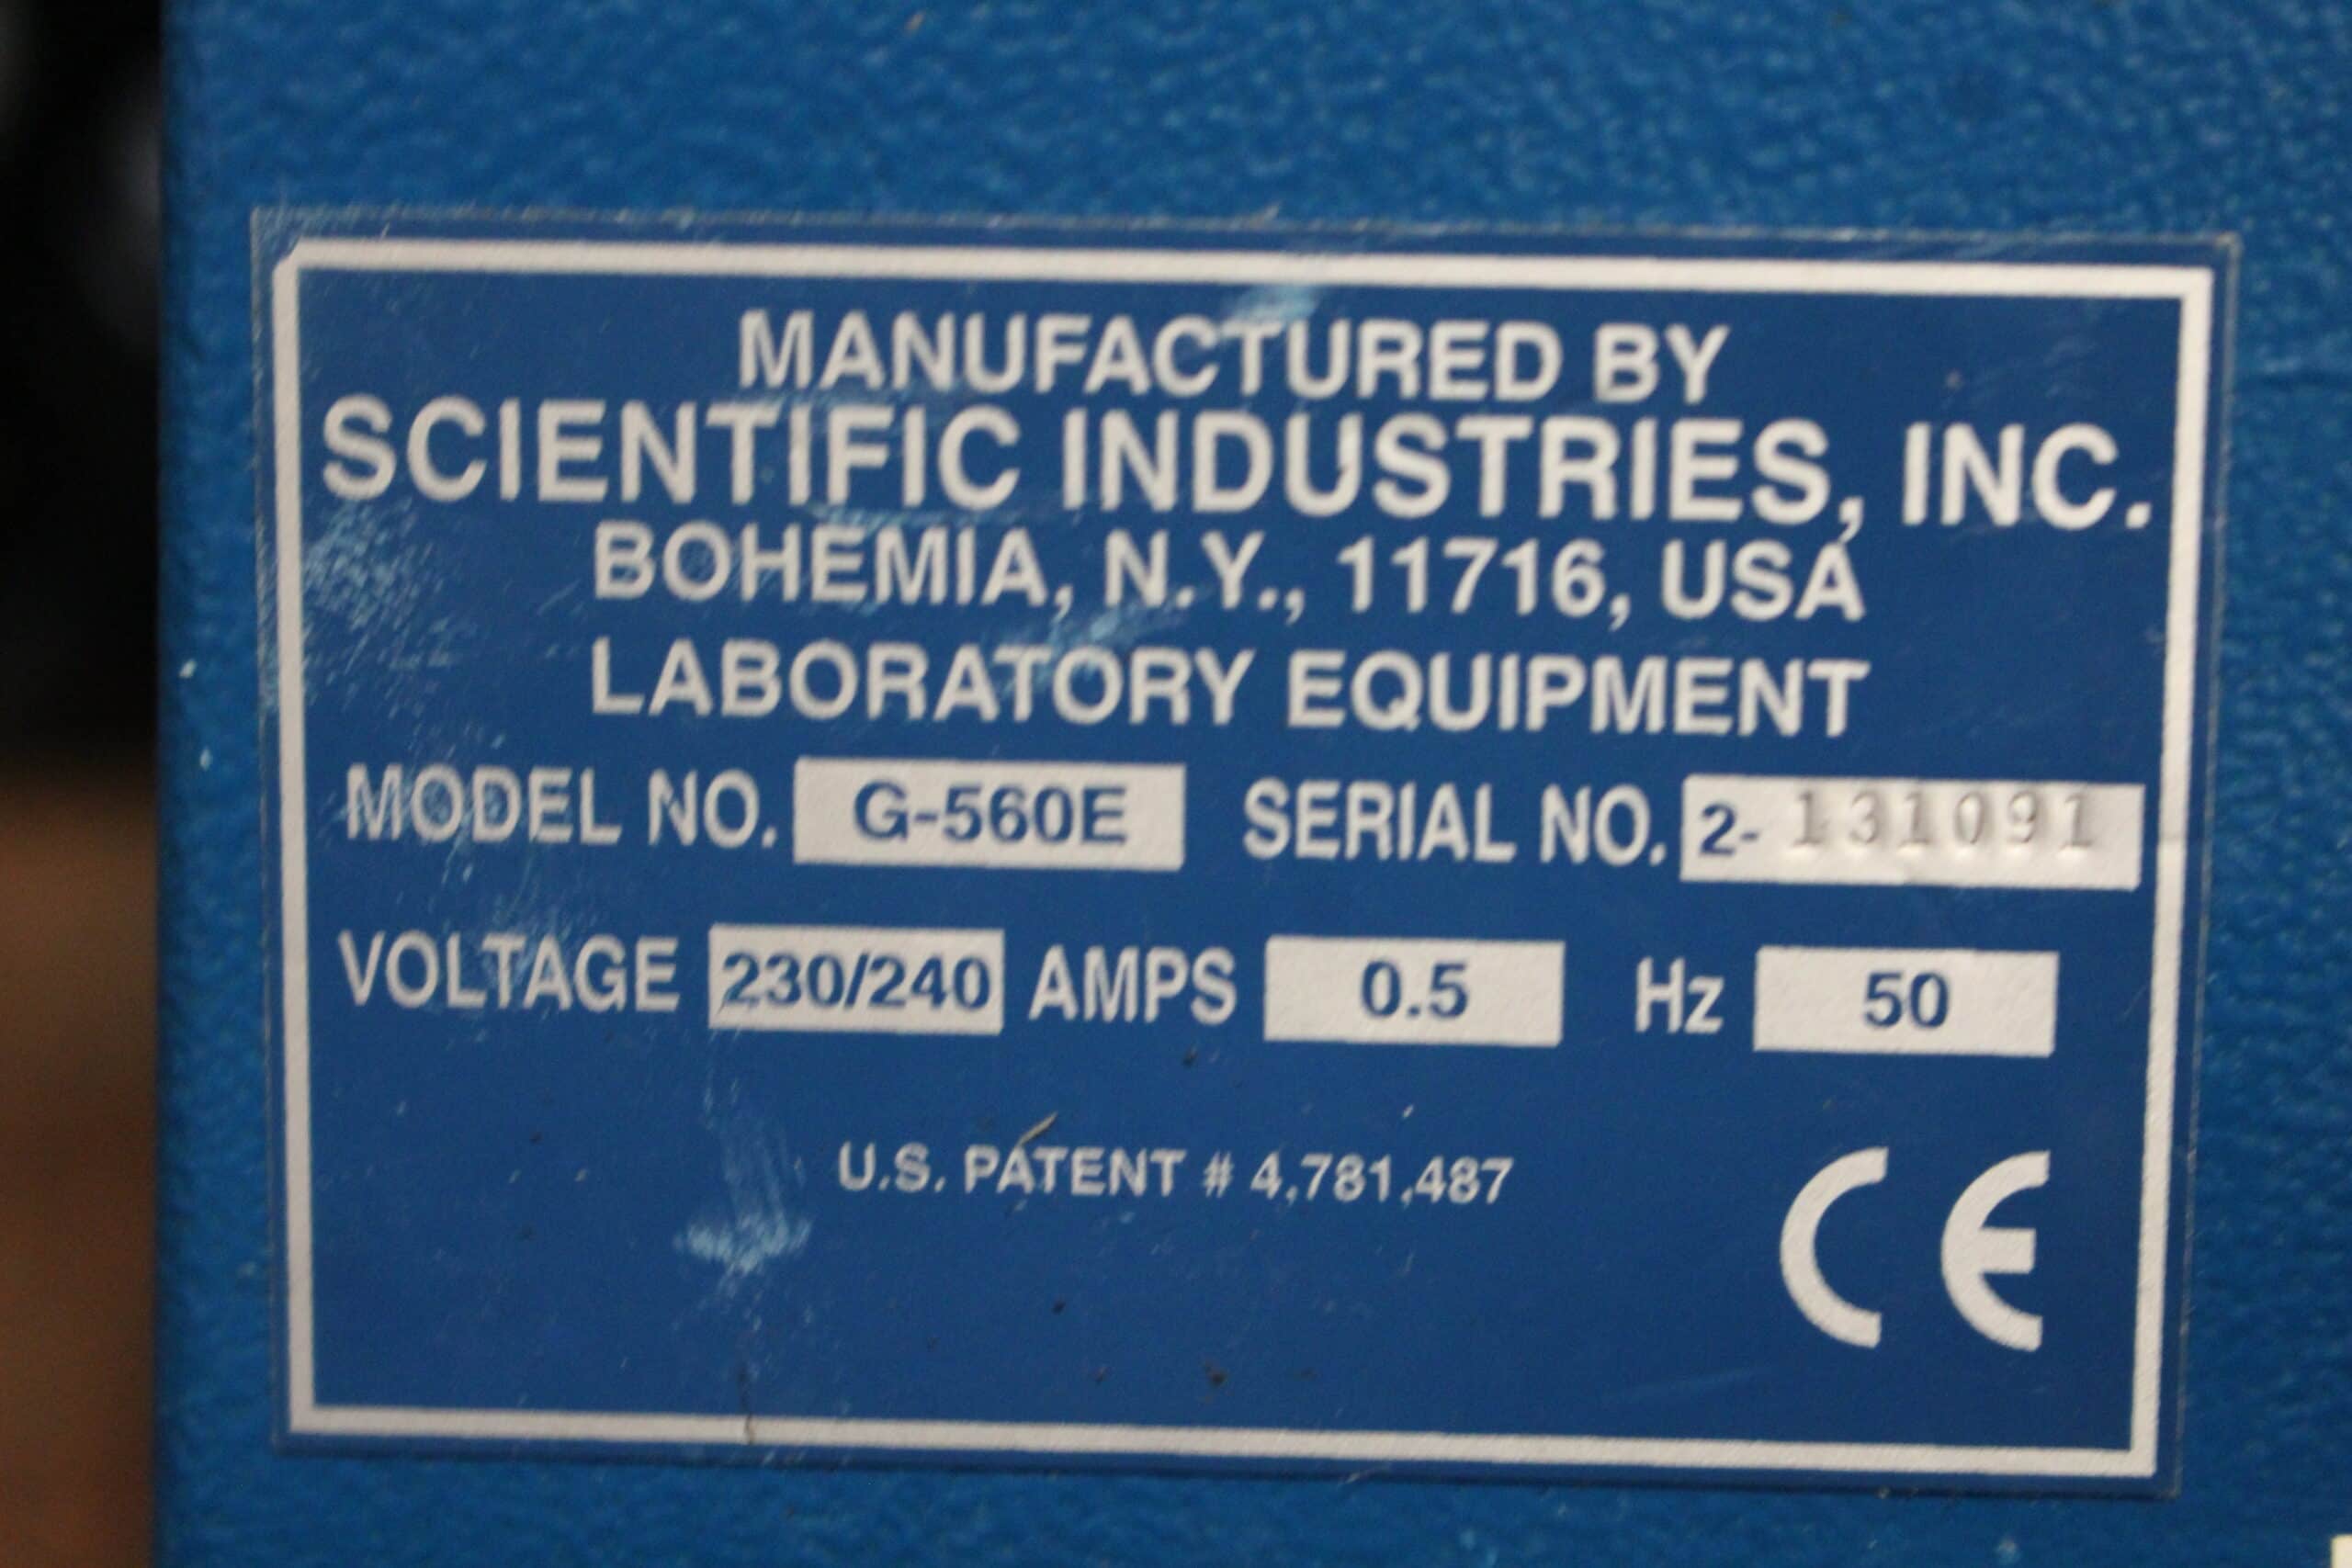 MANUFACTURED BY
SCIENTIFIC INDUSTRIES, INC.
BOHEMIA, N.Y., 11716, USA
LABORATORY EQUIPMENT
MODEL NO. G-560E SERIAL NO. 2- 131091
VOLTAGE 230/240 AMPS 0.5 Hz 50
U.S. PATENT # 4,781,487
CE